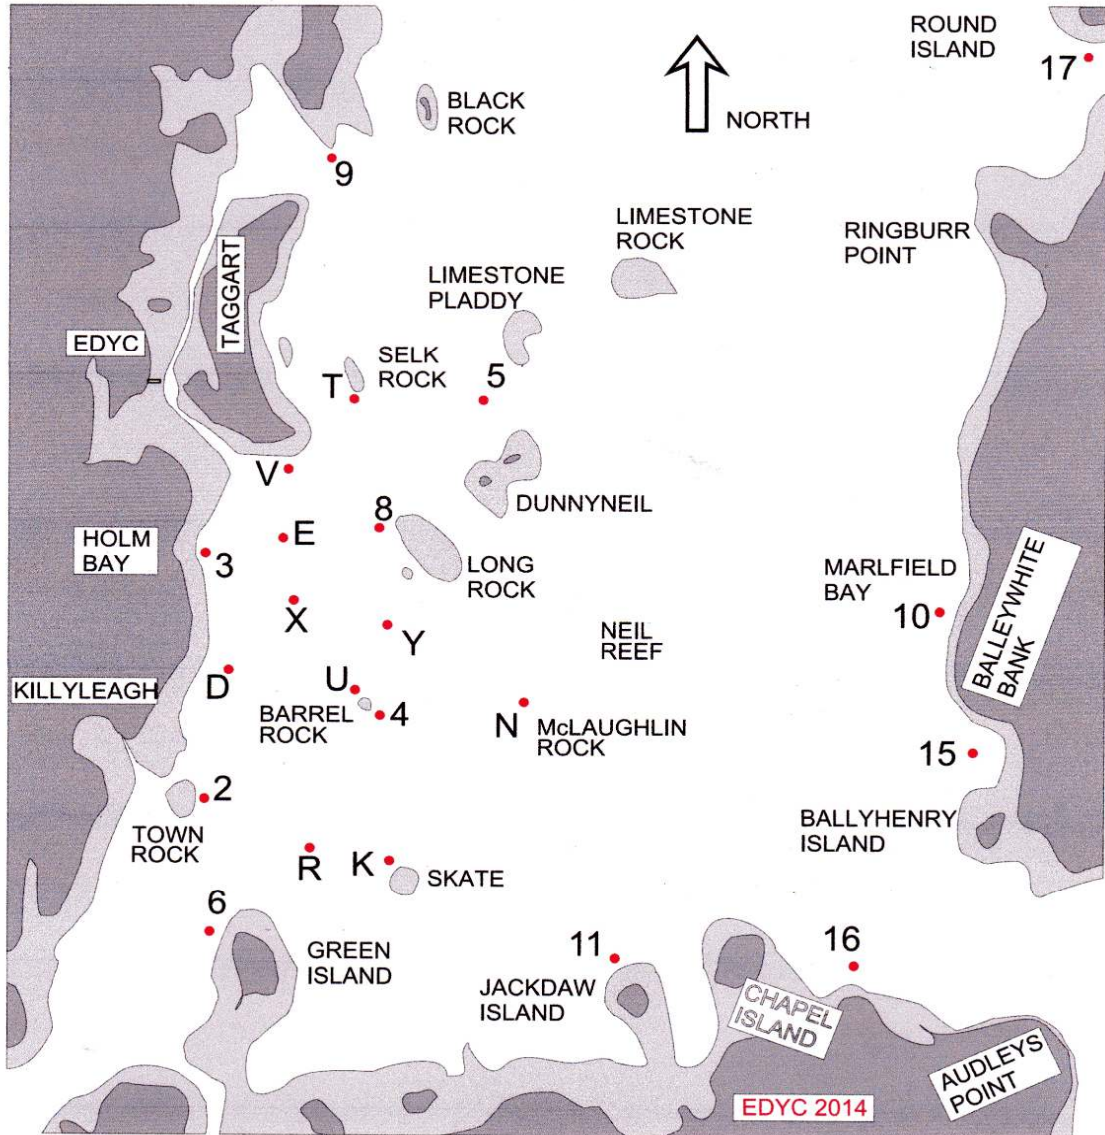 ROUND
ISLAND
17
BLACK
ROCK
NORTH
9
LIMESTONE
ROCK
RINGBURR
POINT
TAGGART
LIMESTONE
PLADDY
EDYC
SELK
ROCK
T
5
V
DUNNYNEIL
8
E
HOLM
BAY
3
LONG
ROCK
MARLFIELD
BAY
10
BALLEYWHITE
BANK
X
Y
NEIL
REEF
KILLYLEAGH
D
U
BARREL
ROCK
4
N
McLAUGHLIN
ROCK
15
2
TOWN
ROCK
BALLYHENRY
ISLAND
R
K
SKATE
6
GREEN
ISLAND
11
16
JACKDAW
ISLAND
CHAPEL
ISLAND
AUDLEYS
POINT
EDYC 2014